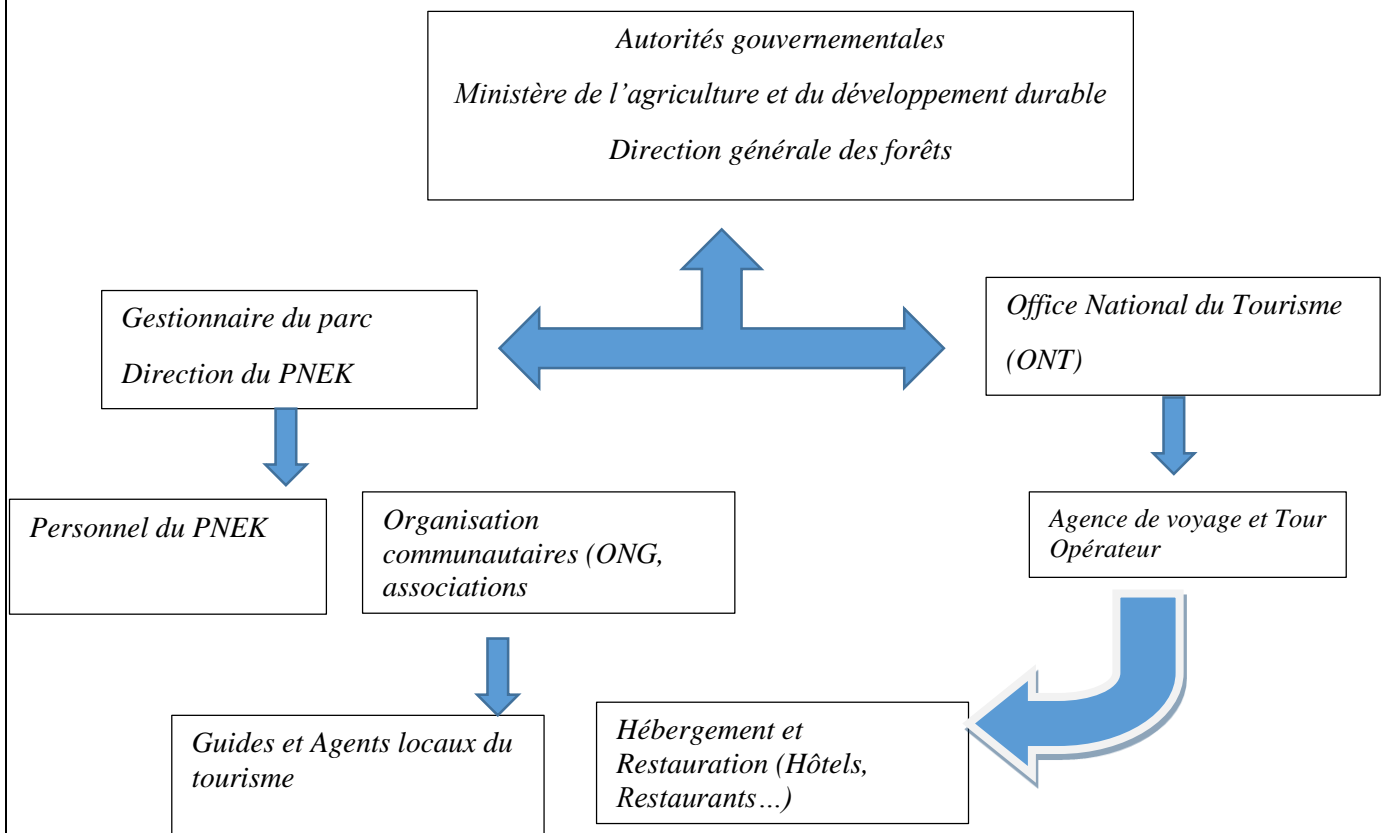 Autorités gouvernementales
Ministère de l’agriculture et du développement durable
Direction générale des forêts
Gestionnaire du parc
Direction du PNEK
Office National du Tourisme
(ONT)
Personnel du PNEK
Organisation
communautaires (ONG,
associations
Agence de voyage et Tour
Opérateur
Guides et Agents locaux du
tourisme
Hébergement et
Restauration (Hôtels,
Restaurants…)